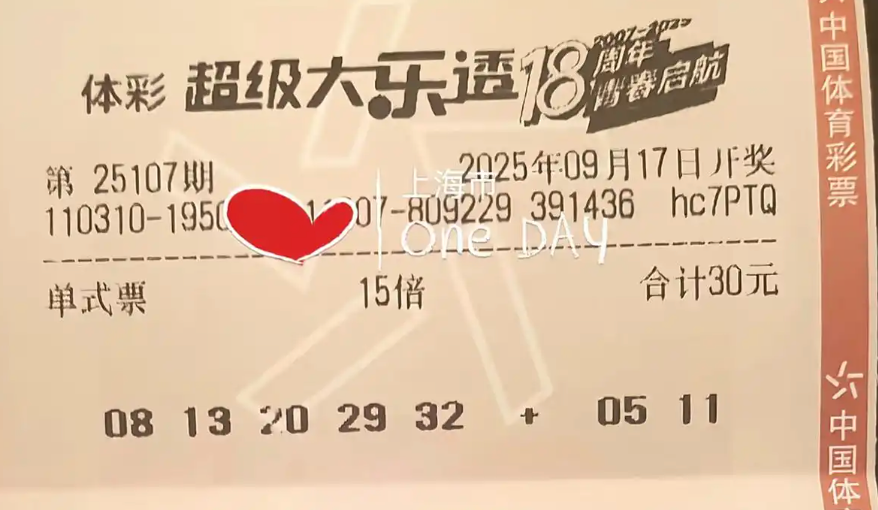 体彩 超级大乐透 18周年 青春启航
2007-2025
第 25107期 2025年09月17日开奖
110310-1950 07-809229 391436 hc7PTQ
上海市
One DAY
单式票 15倍 合计30元
08 13 20 29 32 + 05 11
中国体育彩票
中国体